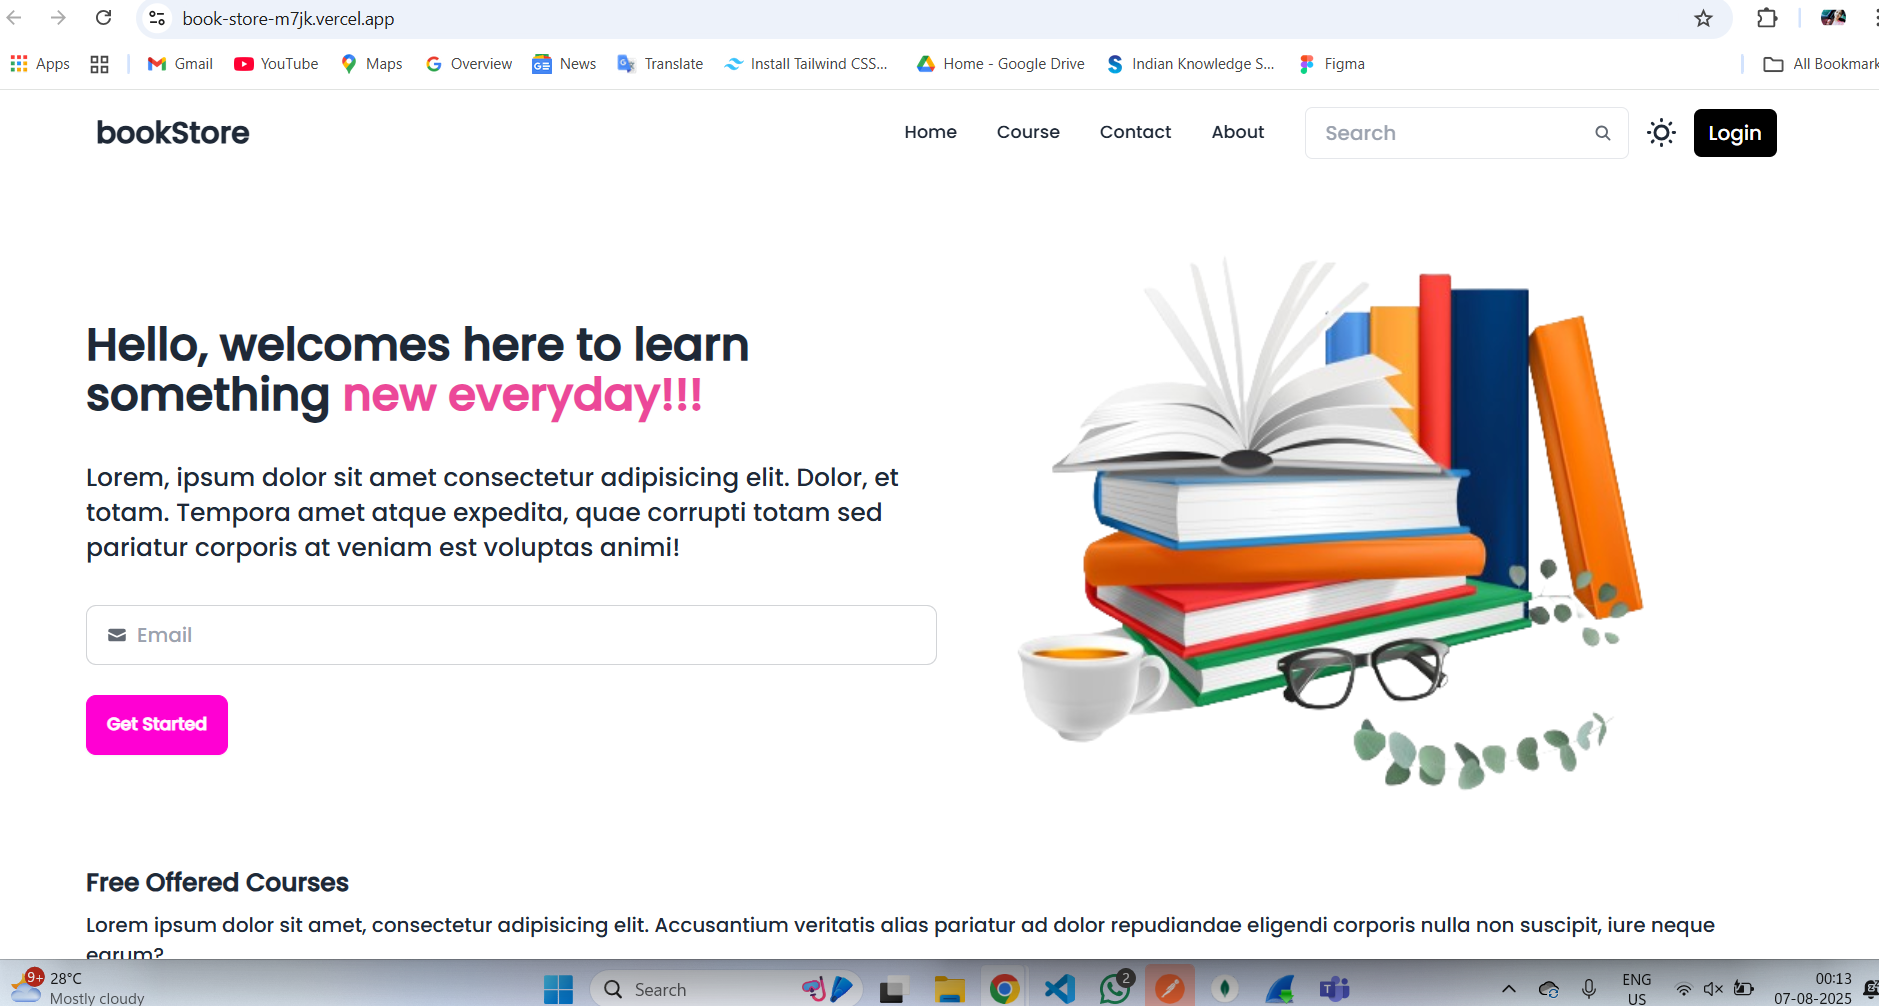 book-store-m7jk.vercel.app
Apps Gmail YouTube Maps Overview News Translate Install Tailwind CSS... Home - Google Drive Indian Knowledge S... Figma All Bookmark
bookStore Home Course Contact About Search Login
Hello, welcomes here to learn
something new everyday!!!
Lorem, ipsum dolor sit amet consectetur adipisicing elit. Dolor, et
totam. Tempora amet atque expedita, quae corrupti totam sed
pariatur corporis at veniam est voluptas animi!
Email
Get Started
Free Offered Courses
Lorem ipsum dolor sit amet, consectetur adipisicing elit. Accusantium veritatis alias pariatur ad dolor repudiandae eligendi corporis nulla non suscipit, iure neque
earum?
9+ 28°C
Mostly cloudy
Search
2
ENG
US
00:13
07-08-2025